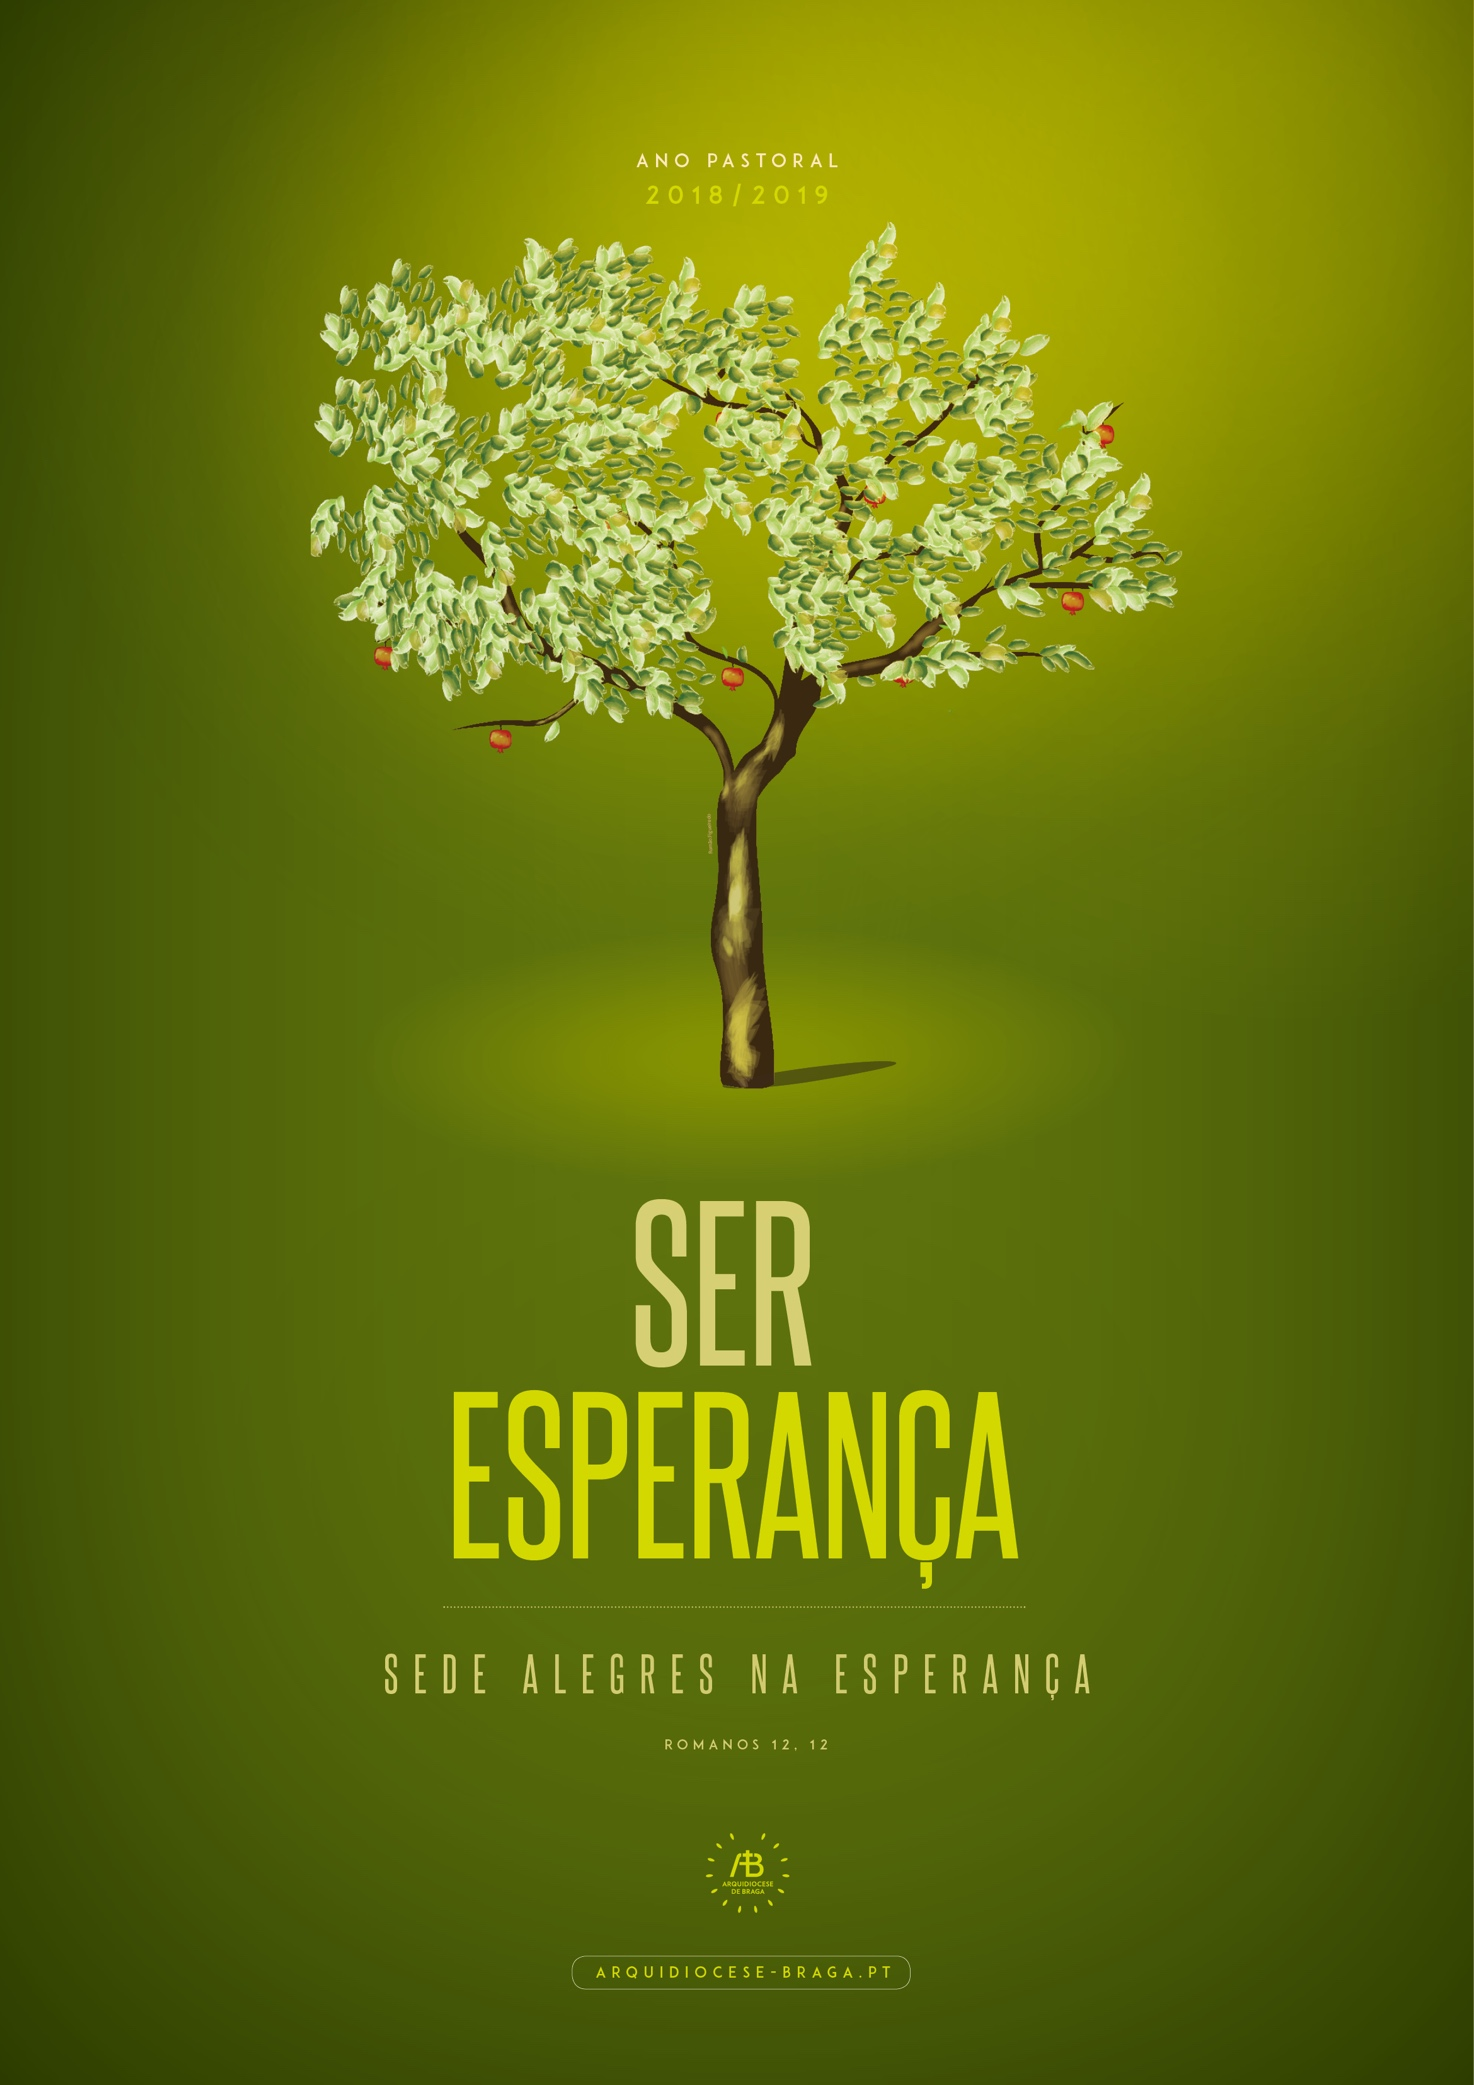 ANO PASTORAL
2018/2019
SER
ESPERANÇA
SEDE ALEGRES NA ESPERANÇA
ROMANOS 12, 12
AB
ARQUIDIOCESE
DE BRAGA
ARQUIDIOCESE-BRAGA.PT